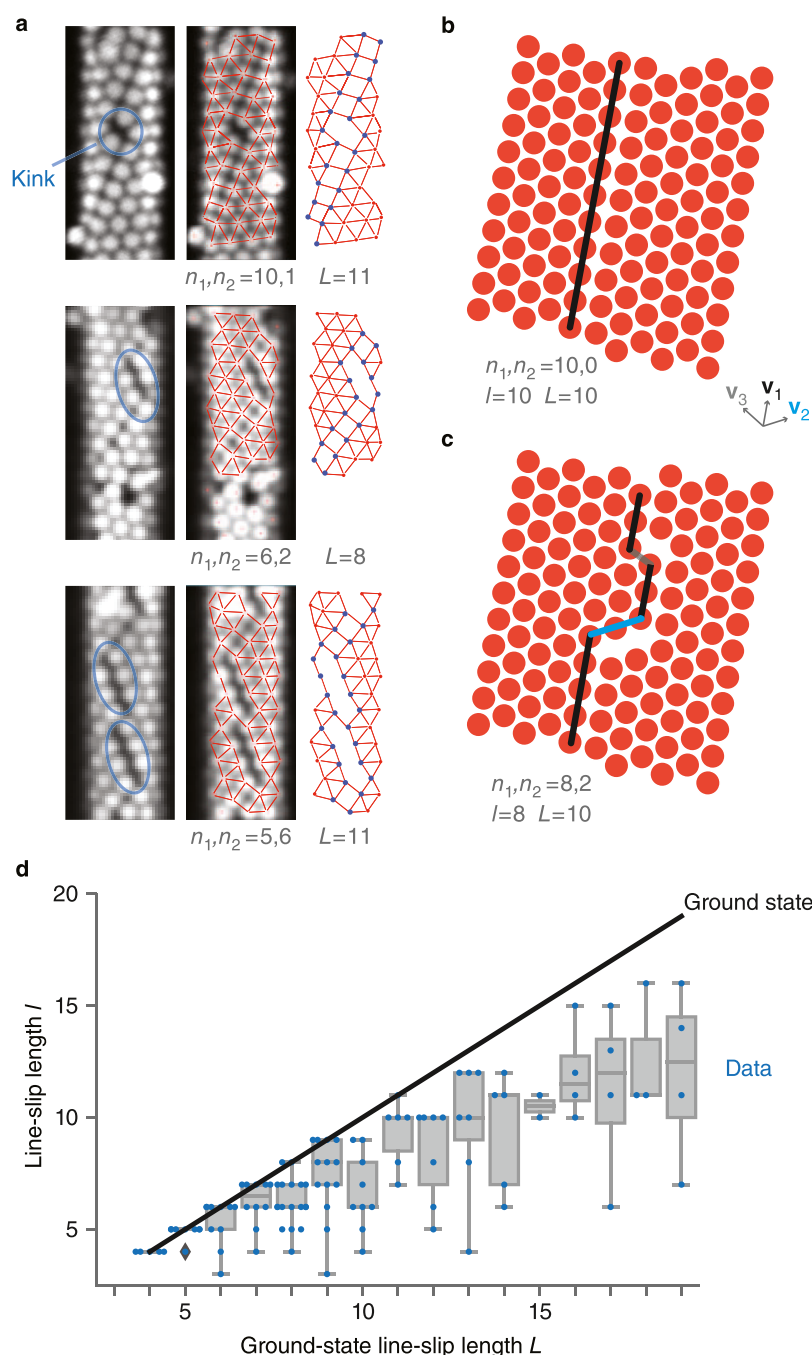 a
Kink
n1,n2=10,1 L=11
n1,n2=6,2 L=8
n1,n2=5,6 L=11
b
n1,n2=10,0
l=10 L=10
v3 v1 v2
c
n1,n2=8,2
l=8 L=10
d
20
15
10
5
Line-slip length l
Ground state
Data
5 10 15
Ground-state line-slip length L